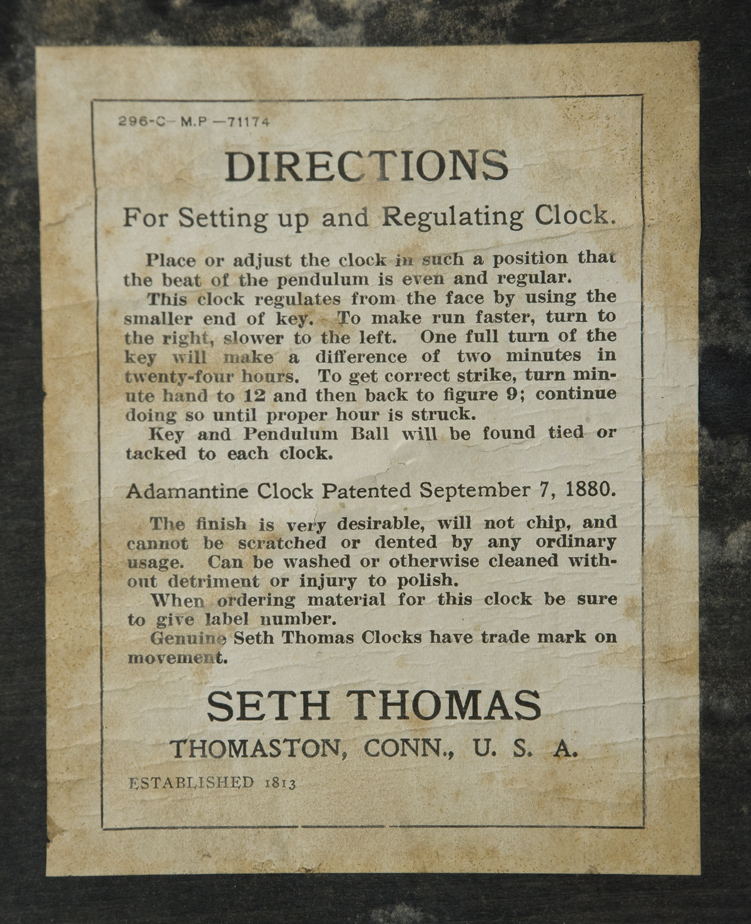 296-C- M.P -71174
DIRECTIONS
For Setting up and Regulating Clock.
Place or adjust the clock in such a position that
the beat of the pendulum is even and regular.
This clock regulates from the face by using the
smaller end of key. To make run faster, turn to
the right, slower to the left. One full turn of the
key will make a difference of two minutes in
twenty-four hours. To get correct strike, turn min-
ute hand to 12 and then back to figure 9; continue
doing so until proper hour is struck.
Key and Pendulum Ball will be found tied or
tacked to each clock.
Adamantine Clock Patented September 7, 1880.
The finish is very desirable, will not chip, and
cannot be scratched or dented by any ordinary
usage. Can be washed or otherwise cleaned with-
out detriment or injury to polish.
When ordering material for this clock be sure
to give label number.
Genuine Seth Thomas Clocks have trade mark on
movement.
SETH THOMAS
THOMASTON, CONN., U. S. A.
ESTABLISHED 1813